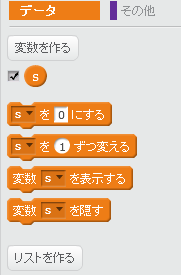 データ その他
変数を作る
s
s を 0 にする
s を 1 ずつ変える
変数 s を表示する
変数 s を隠す
リストを作る